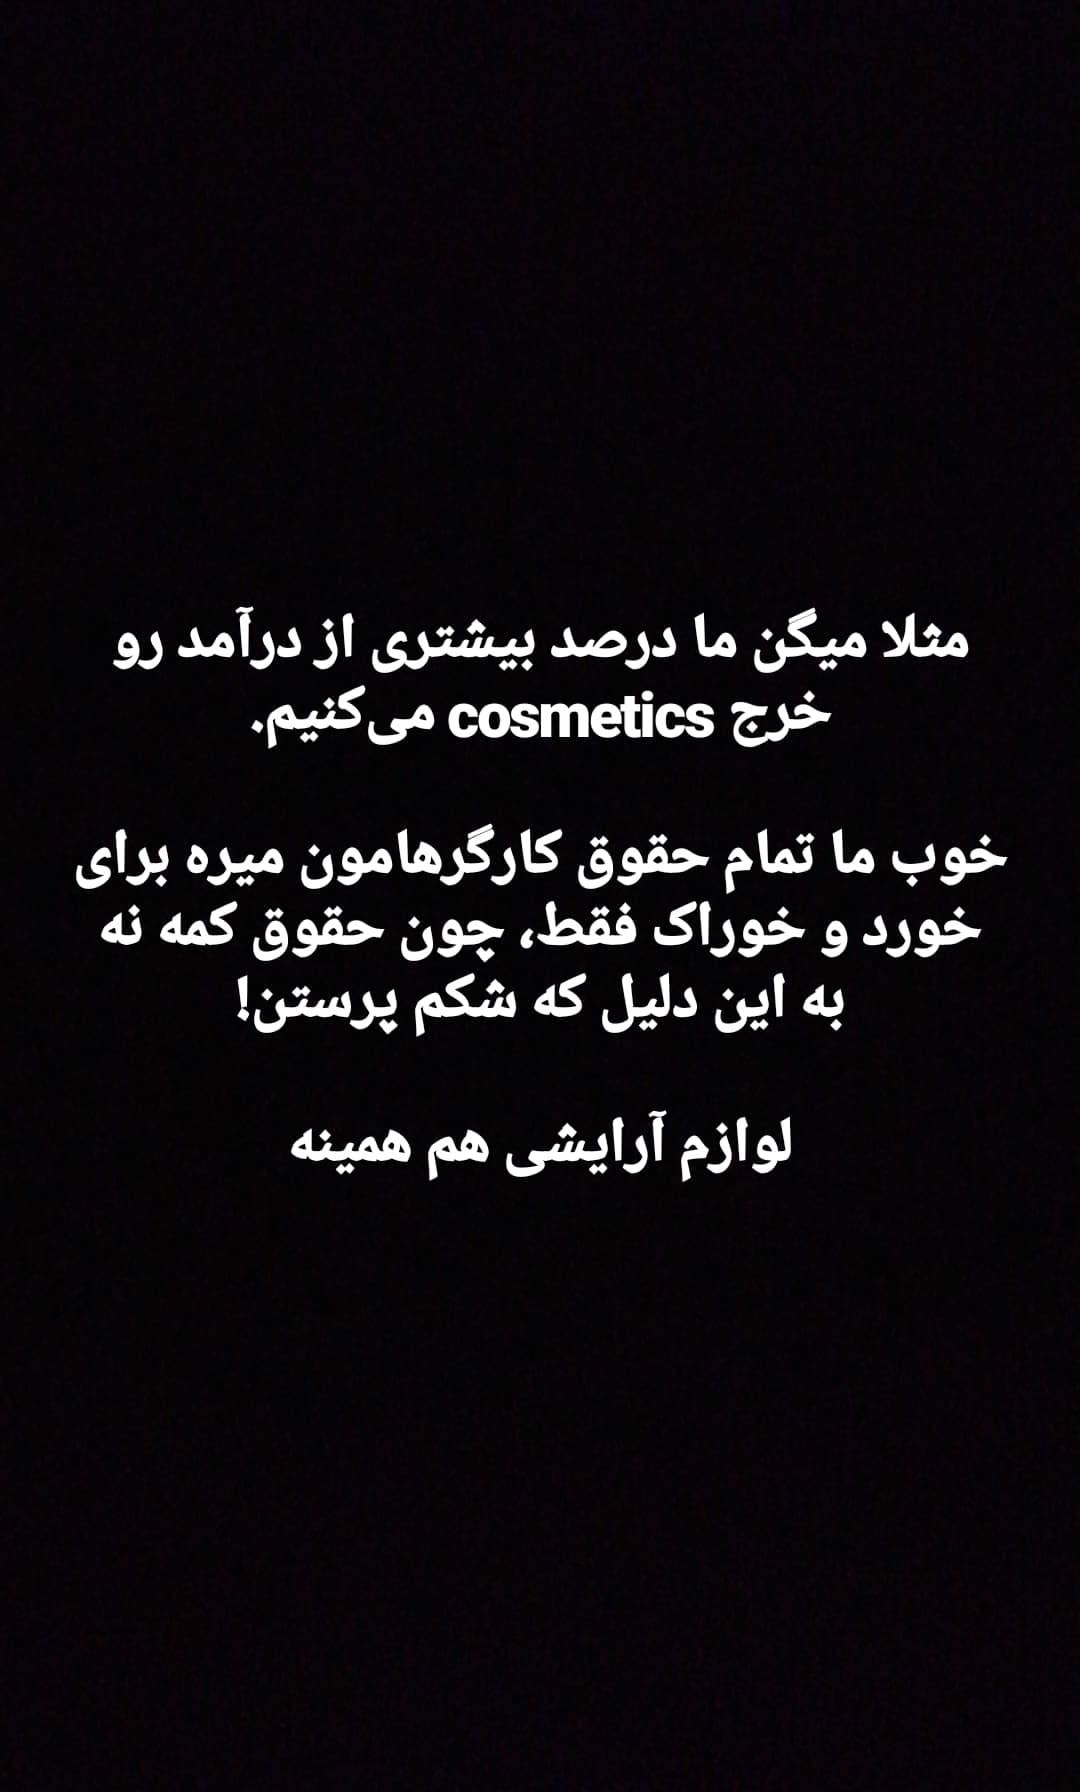 مثلا میگن ما درصد بیشتری از درآمد رو
خرج cosmetics می‌کنیم.
خوب ما تمام حقوق کارگرهامون میره برای
خورد و خوراک فقط، چون حقوق کمه نه
به این دلیل که شکم پرستن!
لوازم آرایشی هم همینه